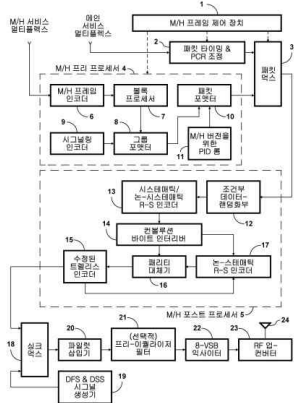 1
M/H 프레임 제어 장치
M/H 서비스
멀티플렉스
메인
서비스
멀티플렉스
2
패킷 타이밍 &
PCR 조정
3
패킷
먹스
M/H 프리 프로세서 4
M/H 프레임
인코더
블록
프로세서
패킷
포맷터
6
7
10
9
8
시그널링
인코더
그룹
포맷터
11
M/H 버전을
위한
PID 룸
13
시스테마틱/
논-시스테마틱
R-S 인코더
조건부
데이터-
랜덤화부
12
14
컨볼루션
바이트 인터리버
15
17
수정된
트렐리스
인코더
패리티
대체기
논-스테마틱
R-S 인코더
16
M/H 포스트 프로세서 5
18
싱크
먹스
20
파일럿
삽입기
21
(선택적)
프리-이퀄라이저
필터
22
8-VSB
익사이터
23
RF 업-
컨버터
24
DFS & DSS
시그널
생성기
19